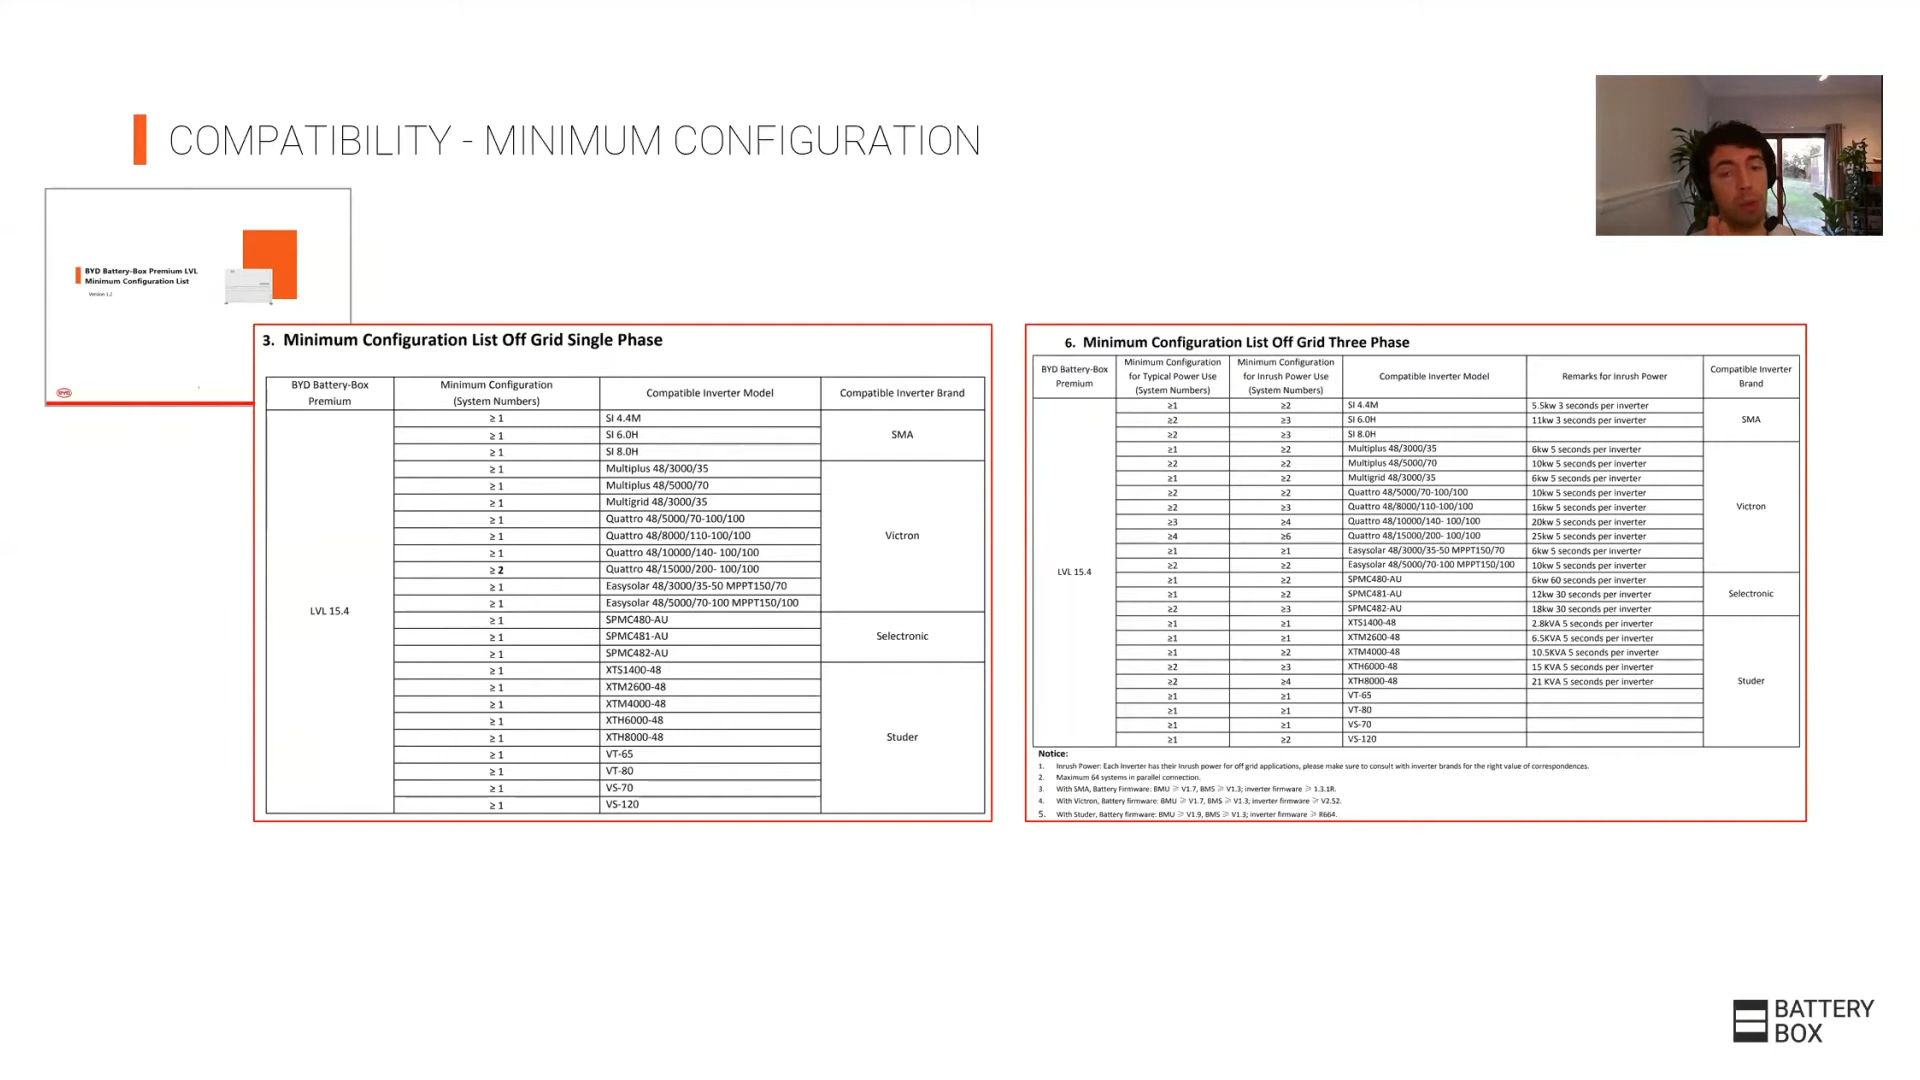 COMPATIBILITY - MINIMUM CONFIGURATION
BYD Battery-Box Premium LVL
Minimum Configuration List
Version 1.2
BYD
3. Minimum Configuration List Off Grid Single Phase
BYD Battery-Box Premium | Minimum Configuration (System Numbers) | Compatible Inverter Model | Compatible Inverter Brand
LVL 15.4
≥ 1 SI 4.4M
≥ 1 SI 6.0H
≥ 1 SI 8.0H
SMA
≥ 1 Multiplus 48/3000/35
≥ 1 Multiplus 48/5000/70
≥ 1 Multigrid 48/3000/35
≥ 1 Quattro 48/5000/70-100/100
≥ 1 Quattro 48/8000/110-100/100
≥ 1 Quattro 48/10000/140- 100/100
≥ 2 Quattro 48/15000/200- 100/100
≥ 1 Easysolar 48/3000/35-50 MPPT150/70
≥ 1 Easysolar 48/5000/70-100 MPPT150/100
Victron
≥ 1 SPMC480-AU
≥ 1 SPMC481-AU
≥ 1 SPMC482-AU
Selectronic
≥ 1 XTS1400-48
≥ 1 XTM2600-48
≥ 1 XTM4000-48
≥ 1 XTH6000-48
≥ 1 XTH8000-48
≥ 1 VT-65
≥ 1 VT-80
≥ 1 VS-70
≥ 1 VS-120
Studer
6. Minimum Configuration List Off Grid Three Phase
BYD Battery-Box Premium | Minimum Configuration for Typical Power Use (System Numbers) | Minimum Configuration for Inrush Power Use (System Numbers) | Compatible Inverter Model | Remarks for Inrush Power | Compatible Inverter Brand
LVL 15.4
≥1 ≥2 SI 4.4M 5.5kw 3 seconds per inverter
≥2 ≥3 SI 6.0H 11kw 3 seconds per inverter
≥2 ≥3 SI 8.0H
SMA
≥1 ≥2 Multiplus 48/3000/35 6kw 5 seconds per inverter
≥2 ≥2 Multiplus 48/5000/70 10kw 5 seconds per inverter
≥1 ≥2 Multigrid 48/3000/35 6kw 5 seconds per inverter
≥2 ≥2 Quattro 48/5000/70-100/100 10kw 5 seconds per inverter
≥2 ≥3 Quattro 48/8000/110-100/100 16kw 5 seconds per inverter
≥3 ≥4 Quattro 48/10000/140- 100/100 20kw 5 seconds per inverter
≥4 ≥6 Quattro 48/15000/200- 100/100 25kw 5 seconds per inverter
≥1 ≥1 Easysolar 48/3000/35-50 MPPT150/70 6kw 5 seconds per inverter
≥2 ≥2 Easysolar 48/5000/70-100 MPPT150/100 10kw 5 seconds per inverter
Victron
≥1 ≥2 SPMC480-AU 6kw 60 seconds per inverter
≥1 ≥2 SPMC481-AU 12kw 30 seconds per inverter
≥2 ≥3 SPMC482-AU 18kw 30 seconds per inverter
Selectronic
≥1 ≥1 XTS1400-48 2.8kVA 5 seconds per inverter
≥1 ≥1 XTM2600-48 6.5KVA 5 seconds per inverter
≥1 ≥2 XTM4000-48 10.5KVA 5 seconds per inverter
≥2 ≥3 XTH6000-48 15 KVA 5 seconds per inverter
≥2 ≥4 XTH8000-48 21 KVA 5 seconds per inverter
≥1 ≥1 VT-65
≥1 ≥1 VT-80
≥1 ≥1 VS-70
≥1 ≥2 VS-120
Studer
Notice:
1. Inrush Power: Each Inverter has their Inrush power for off grid applications, please make sure to consult with inverter brands for the right value of correspondences.
2. Maximum 64 systems in parallel connection.
3. With SMA, Battery Firmware: BMU ≥ V1.7, BMS ≥ V1.3; inverter firmware ≥ 1.3.1R.
4. With Victron, Battery firmware: BMU ≥ V1.7, BMS ≥ V1.3; inverter firmware ≥ V2.52.
5. With Studer, Battery firmware: BMU ≥ V1.9, BMS ≥ V1.3; inverter firmware ≥ R664.
BATTERY
BOX